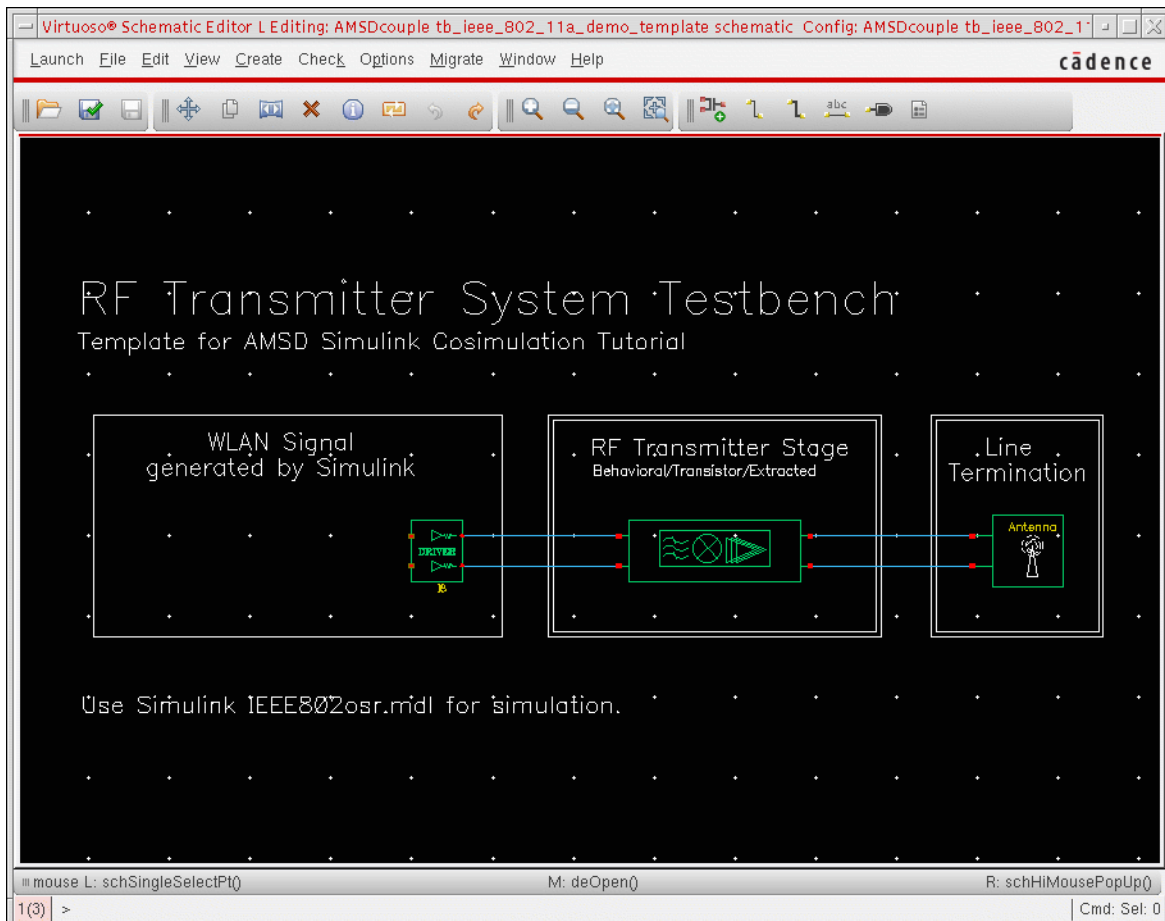 Virtuoso® Schematic Editor L Editing: AMSDcouple tb_ieee_802_11a_demo_template schematic Config: AMSDcouple tb_ieee_802_1
Launch File Edit View Create Check Options Migrate Window Help
cādence
abc
RF Transmitter System Testbench
Template for AMSD Simulink Cosimulation Tutorial
WLAN Signal
generated by Simulink
RF Transmitter Stage
Behavioral/Transistor/Extracted
Line
Termination
Antenna
DRIVER
Use Simulink IEEE802osr.mdl for simulation.
mouse L: schSingleSelectPt() M: deOpen() R: schHiMousePopUp()
1(3) > Cmd: Sel: 0